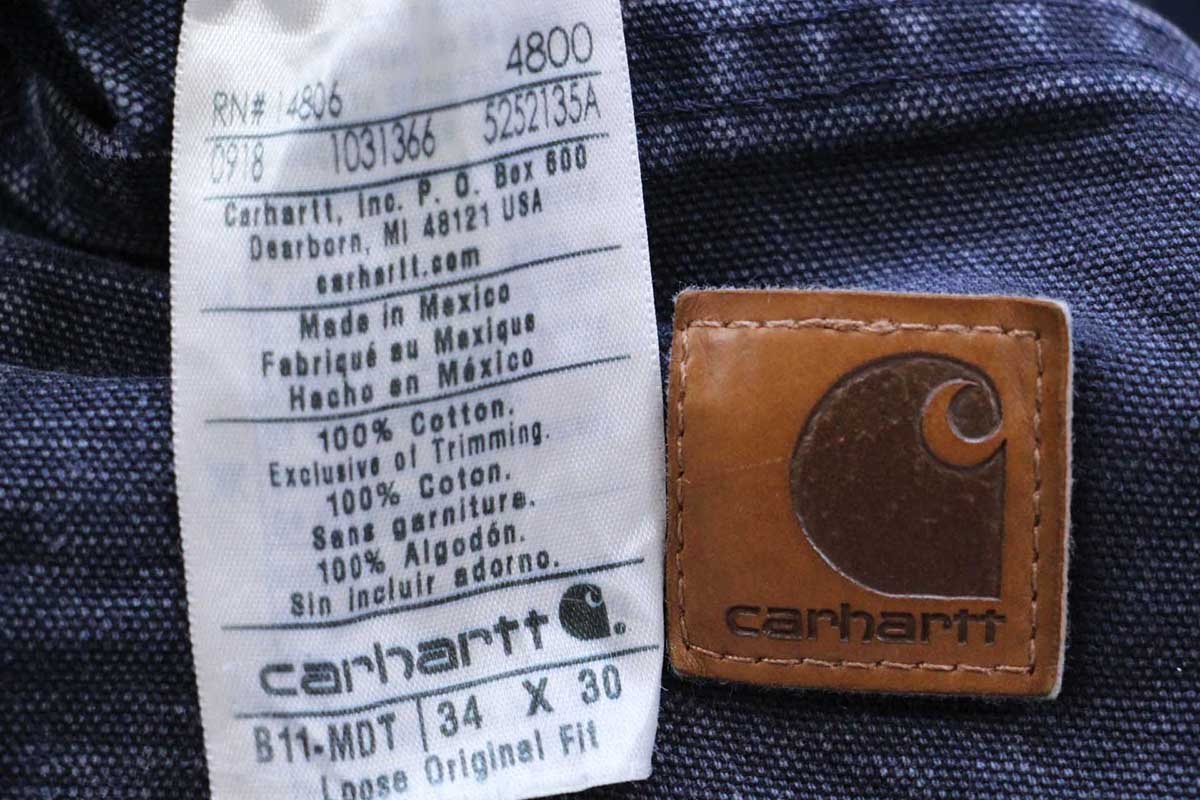 4800
RN# 14806
0918 1031366 5252135A
Carhartt, Inc. P. O. Box 600
Dearborn, MI 48121 USA
carhartt.com
Made in Mexico
Fabriqué au Mexique
Hecho en México
100% Cotton.
Exclusive of Trimming.
100% Coton.
Sans garniture.
100% Algodón.
Sin incluir adorno.
carhartt
B11-MDT 34 X 30
Loose Original Fit
carhartt